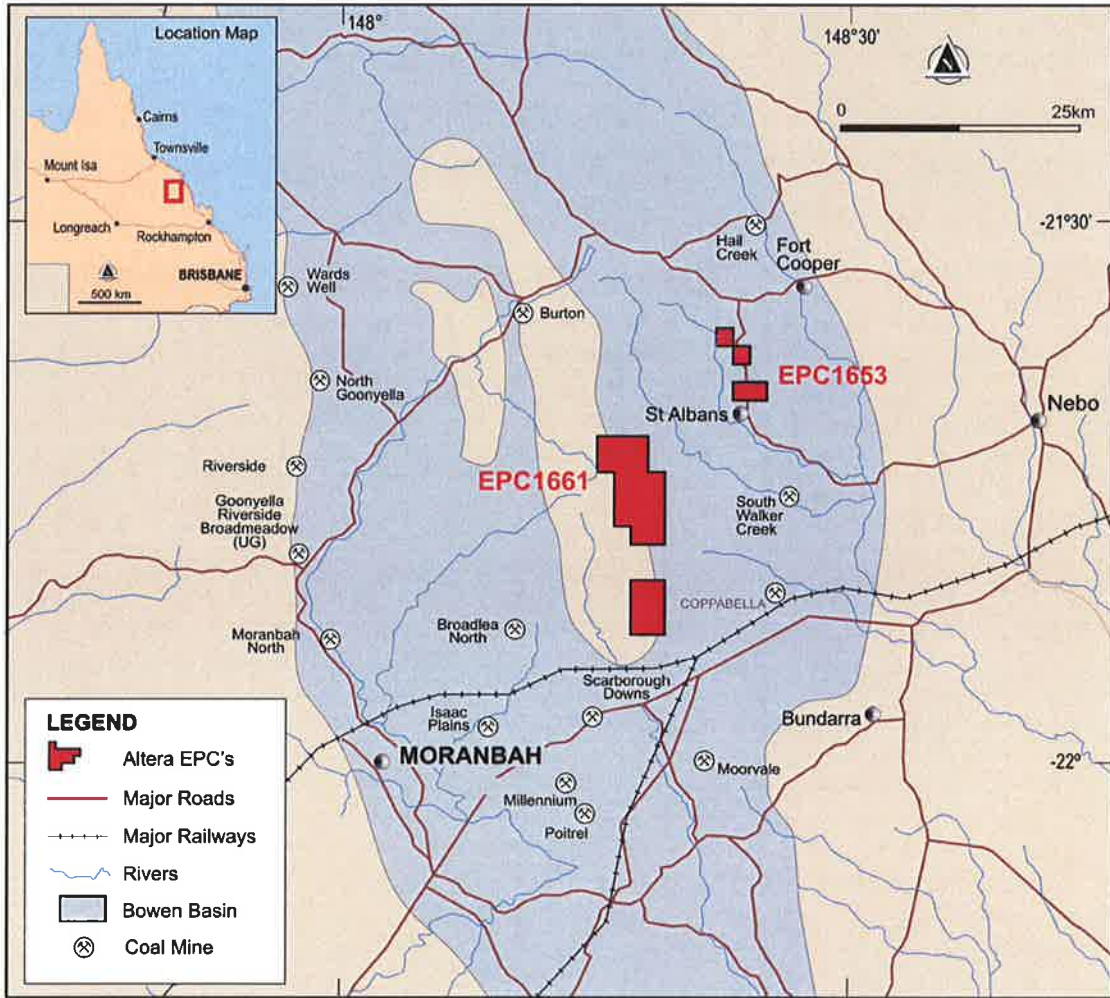 Location Map
Cairns
Townsville
Mount Isa
Longreach
Rockhampton
BRISBANE
500 km
148°
148°30'
N
0
25km
-21°30'
Hail
Creek
Fort
Cooper
Wards
Well
Burton
EPC1653
North
Goonyella
St Albans
Nebo
Riverside
EPC1661
South
Walker
Creek
Goonyella
Riverside
Broadmeadow
(UG)
COPPABELLA
Moranbah
North
Broadlea
North
Scarborough
Downs
Isaac
Plains
Bundarra
MORANBAH
-22°
Moorvale
Millennium
Poitrel
LEGEND
Altera EPC's
Major Roads
Major Railways
Rivers
Bowen Basin
Coal Mine